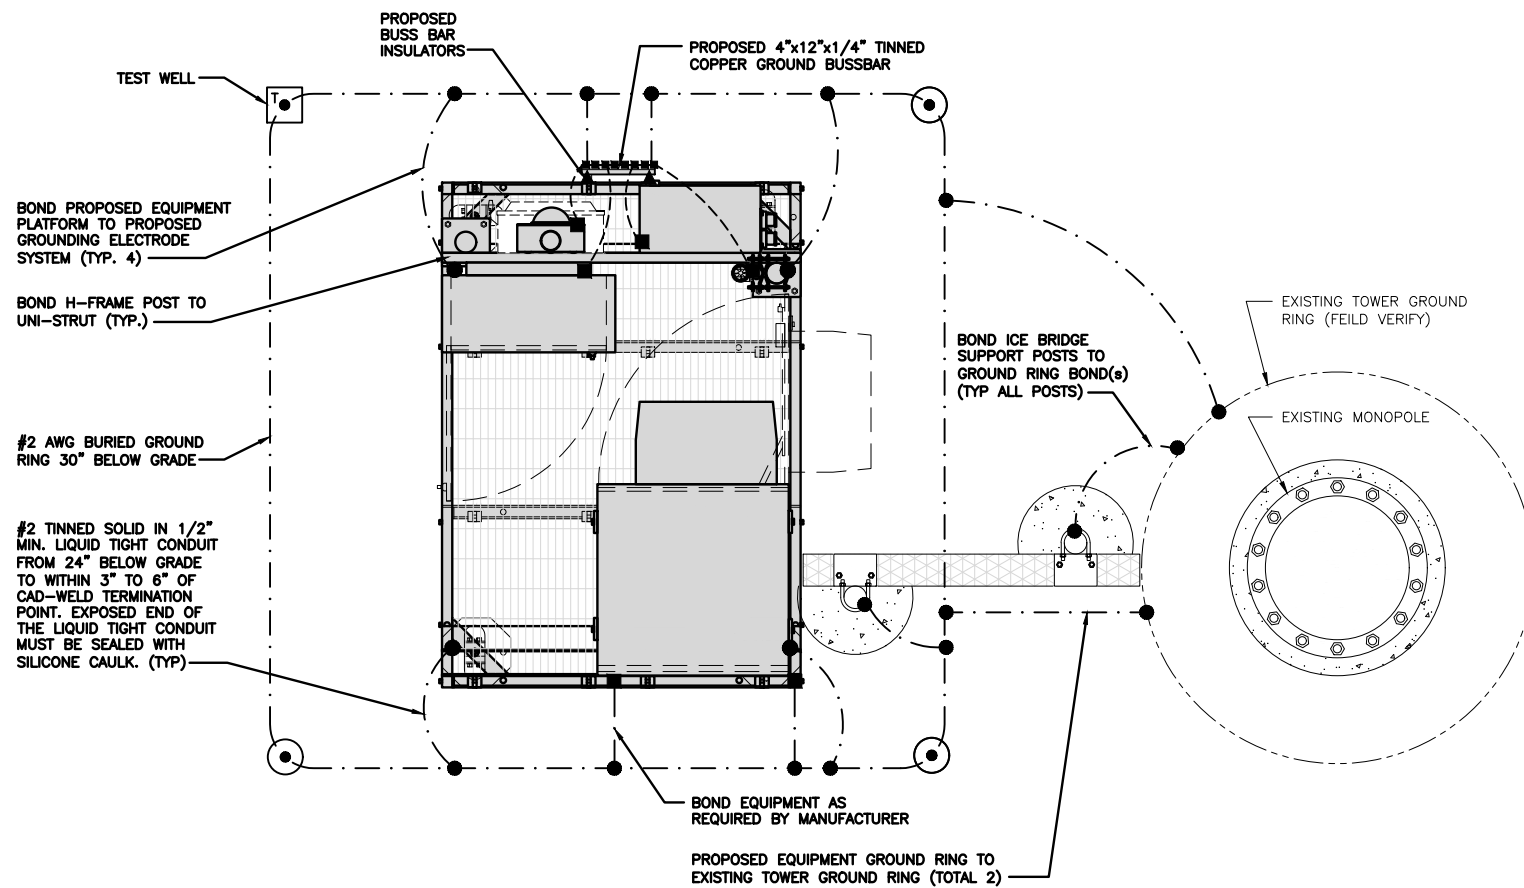 PROPOSED
BUSS BAR
INSULATORS
PROPOSED 4"x12"x1/4" TINNED
COPPER GROUND BUSSBAR
TEST WELL
T
BOND PROPOSED EQUIPMENT
PLATFORM TO PROPOSED
GROUNDING ELECTRODE
SYSTEM (TYP. 4)
BOND H-FRAME POST TO
UNI-STRUT (TYP.)
EXISTING TOWER GROUND
RING (FEILD VERIFY)
BOND ICE BRIDGE
SUPPORT POSTS TO
GROUND RING BOND(s)
(TYP ALL POSTS)
EXISTING MONOPOLE
#2 AWG BURIED GROUND
RING 30" BELOW GRADE
#2 TINNED SOLID IN 1/2"
MIN. LIQUID TIGHT CONDUIT
FROM 24" BELOW GRADE
TO WITHIN 3" TO 6" OF
CAD-WELD TERMINATION
POINT. EXPOSED END OF
THE LIQUID TIGHT CONDUIT
MUST BE SEALED WITH
SILICONE CAULK. (TYP)
BOND EQUIPMENT AS
REQUIRED BY MANUFACTURER
PROPOSED EQUIPMENT GROUND RING TO
EXISTING TOWER GROUND RING (TOTAL 2)